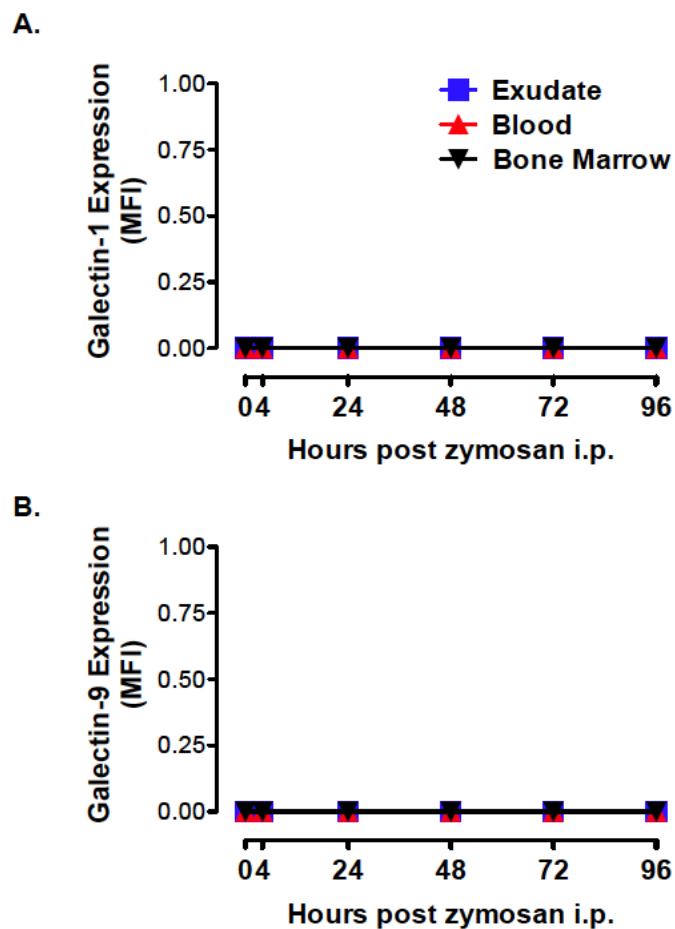 A.
Galectin-1 Expression
(MFI)
1.00
0.75
0.50
0.25
0.00
Exudate
Blood
Bone Marrow
04 24 48 72 96
Hours post zymosan i.p.
B.
Galectin-9 Expression
(MFI)
1.00
0.75
0.50
0.25
0.00
04 24 48 72 96
Hours post zymosan i.p.